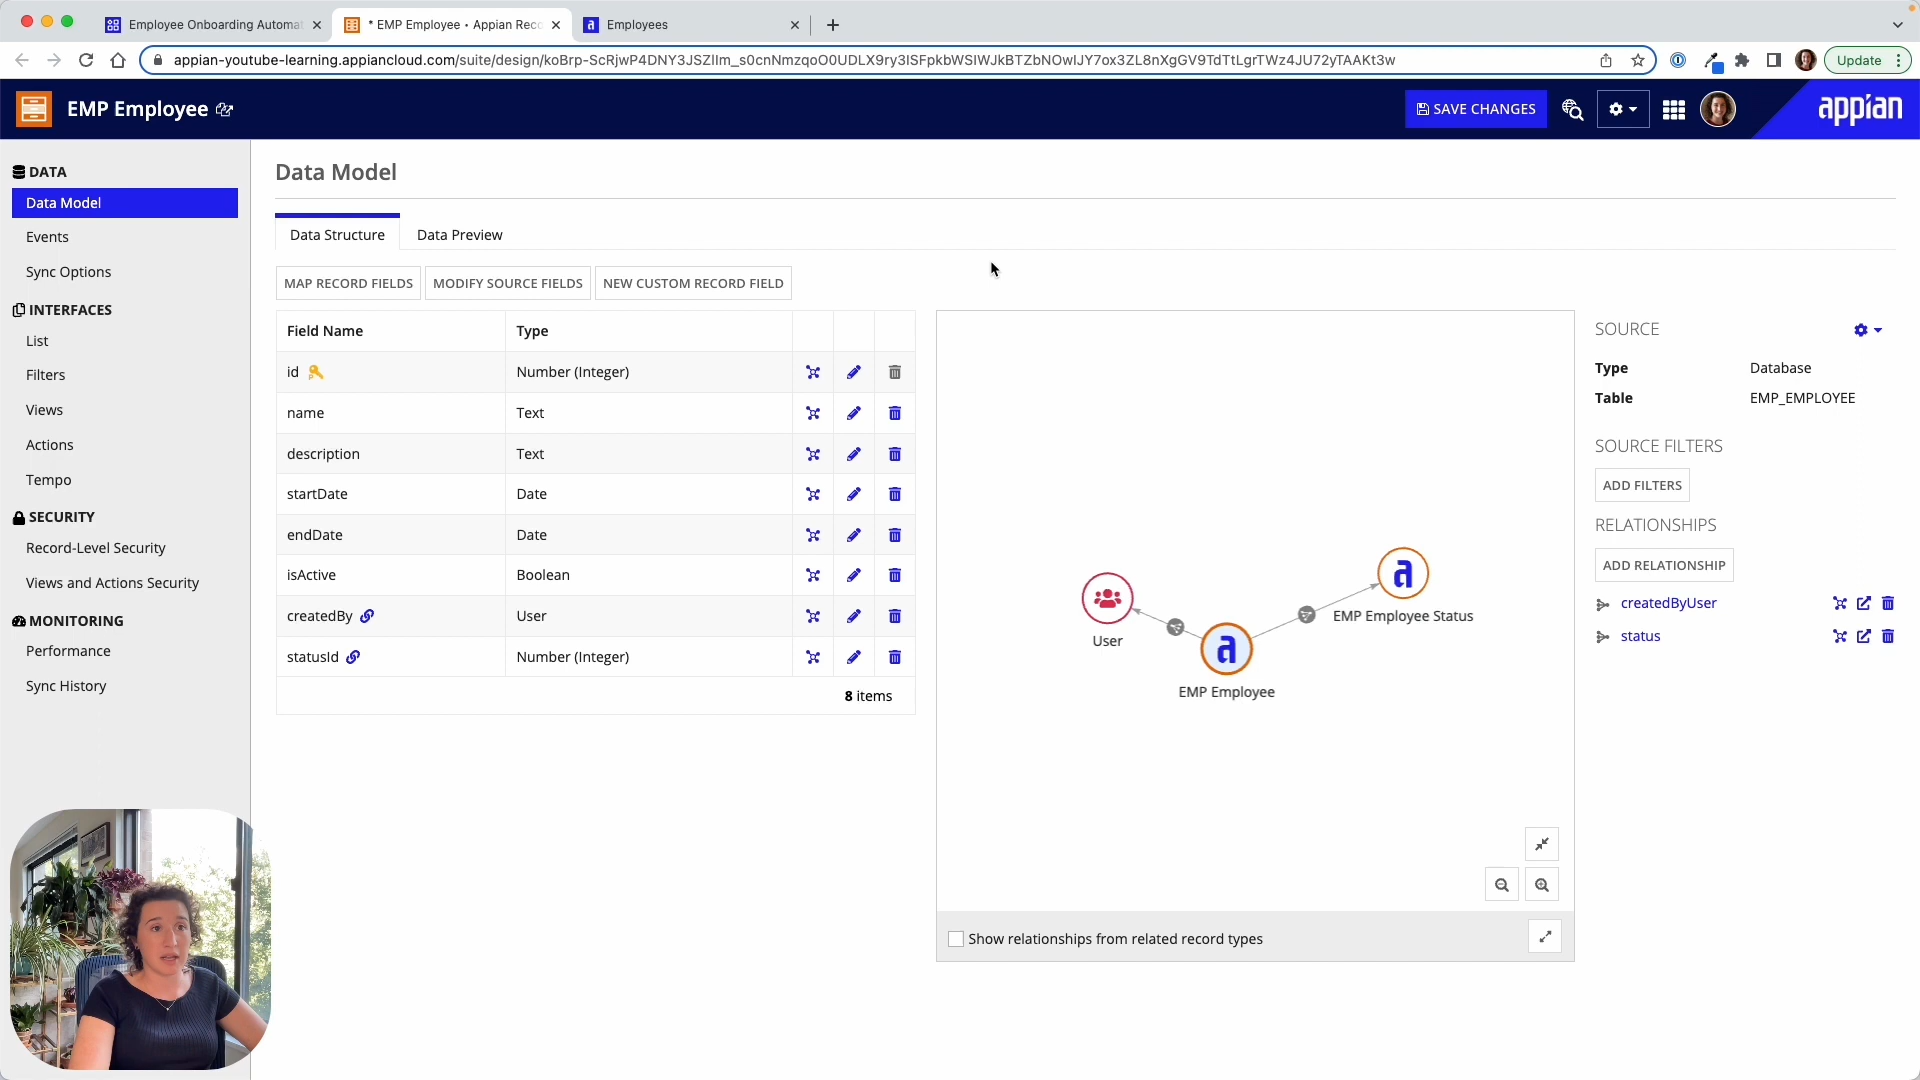 Employee Onboarding Automat
* EMP Employee • Appian Reco
Employees
appian-youtube-learning.appiancloud.com/suite/design/koBrp-ScRjwP4DNY3JSZIIm_s0cnNmzqoO0UDLX9ry3ISFpkbWSIWJkBTZbNOwIJY7ox3ZL8nXgGV9TdTtLgrTWz4JU72yTAAKt3w
Update
EMP Employee
SAVE CHANGES
appian
DATA
Data Model
Events
Sync Options
INTERFACES
List
Filters
Views
Actions
Tempo
SECURITY
Record-Level Security
Views and Actions Security
MONITORING
Performance
Sync History
Data Model
Data Structure
Data Preview
MAP RECORD FIELDS
MODIFY SOURCE FIELDS
NEW CUSTOM RECORD FIELD
Field Name Type
id Number (Integer)
name Text
description Text
startDate Date
endDate Date
isActive Boolean
createdBy User
statusId Number (Integer)
8 items
User
EMP Employee
EMP Employee Status
Show relationships from related record types
SOURCE
Type Database
Table EMP_EMPLOYEE
SOURCE FILTERS
ADD FILTERS
RELATIONSHIPS
ADD RELATIONSHIP
createdByUser
status